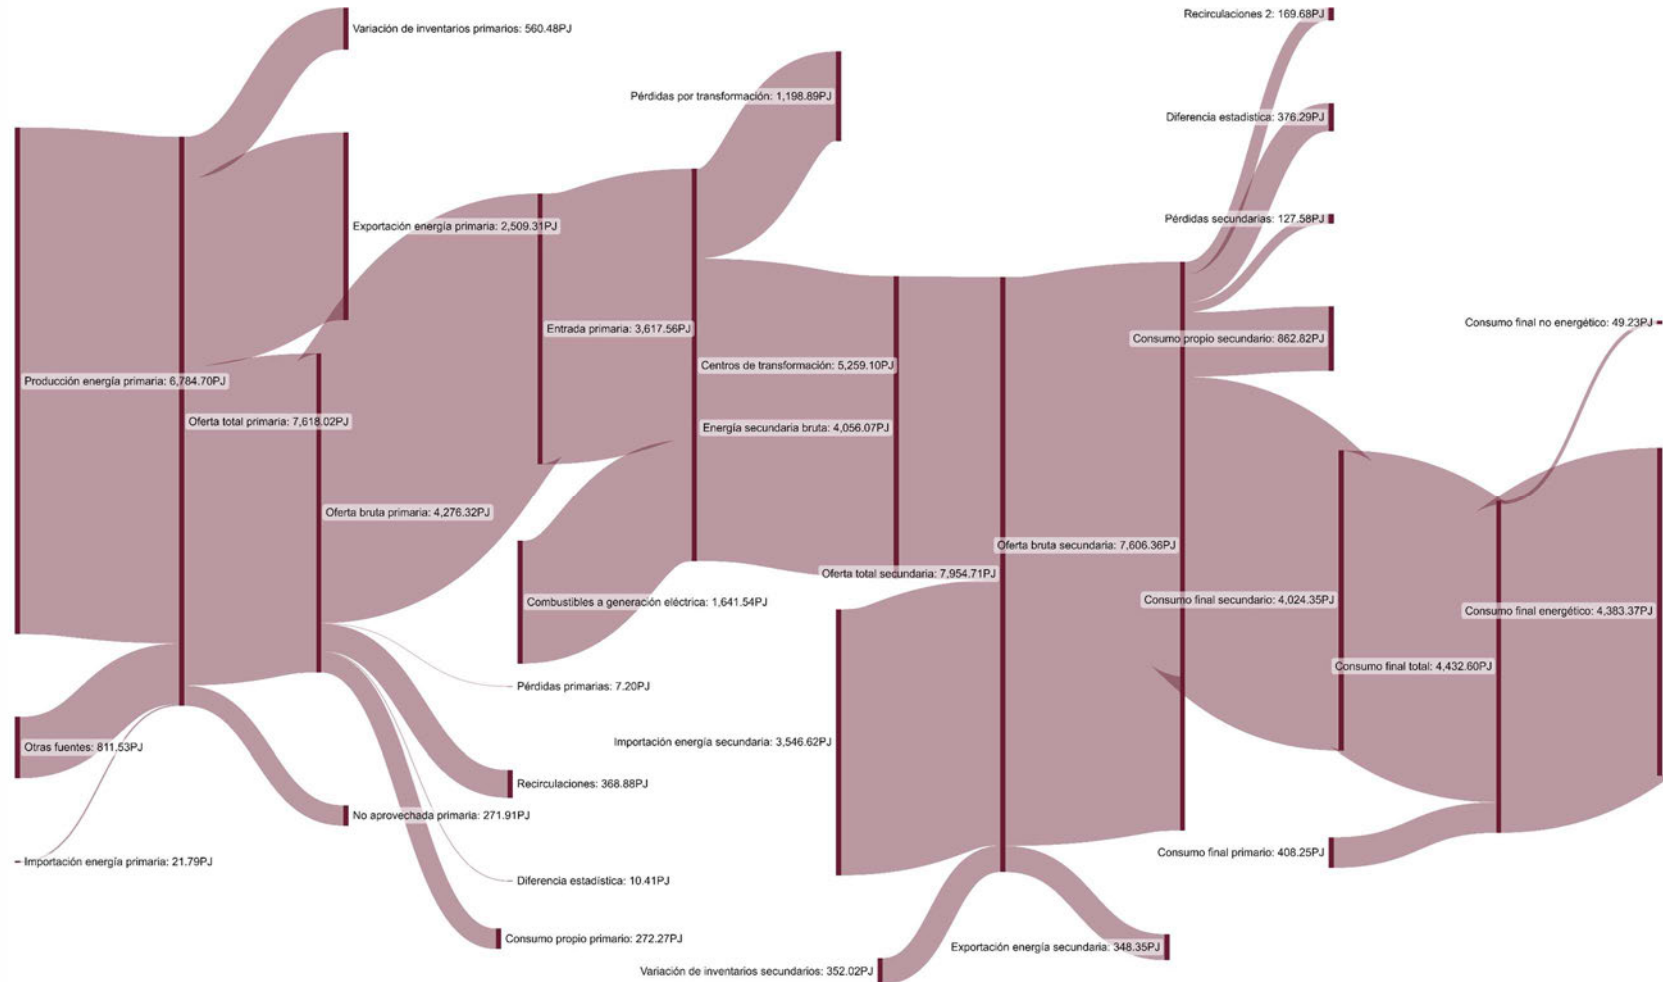 Variación de inventarios primarios: 560.48PJ
Exportación energía primaria: 2,509.31PJ
Producción energía primaria: 6,784.70PJ
Oferta total primaria: 7,618.02PJ
Oferta bruta primaria: 4,276.32PJ
Otras fuentes: 811.53PJ
No aprovechada primaria: 271.91PJ
Importación energía primaria: 21.79PJ
Pérdidas por transformación: 1,198.89PJ
Entrada primaria: 3,617.56PJ
Centros de transformación: 5,259.10PJ
Energía secundaria bruta: 4,056.07PJ
Combustibles a generación eléctrica: 1,641.54PJ
Pérdidas primarias: 7.20PJ
Recirculaciones: 368.88PJ
Diferencia estadística: 10.41PJ
Consumo propio primario: 272.27PJ
Oferta total secundaria: 7,954.71PJ
Importación energía secundaria: 3,546.62PJ
Variación de inventarios secundarios: 352.02PJ
Exportación energía secundaria: 348.35PJ
Oferta bruta secundaria: 7,606.36PJ
Recirculaciones 2: 169.68PJ
Diferencia estadistica: 376.29PJ
Pérdidas secundarias: 127.58PJ
Consumo propio secundario: 862.82PJ
Consumo final secundario: 4,024.35PJ
Consumo final primario: 408.25PJ
Consumo final no energético: 49.23PJ
Consumo final energético: 4,383.37PJ
Consumo final total: 4,432.60PJ